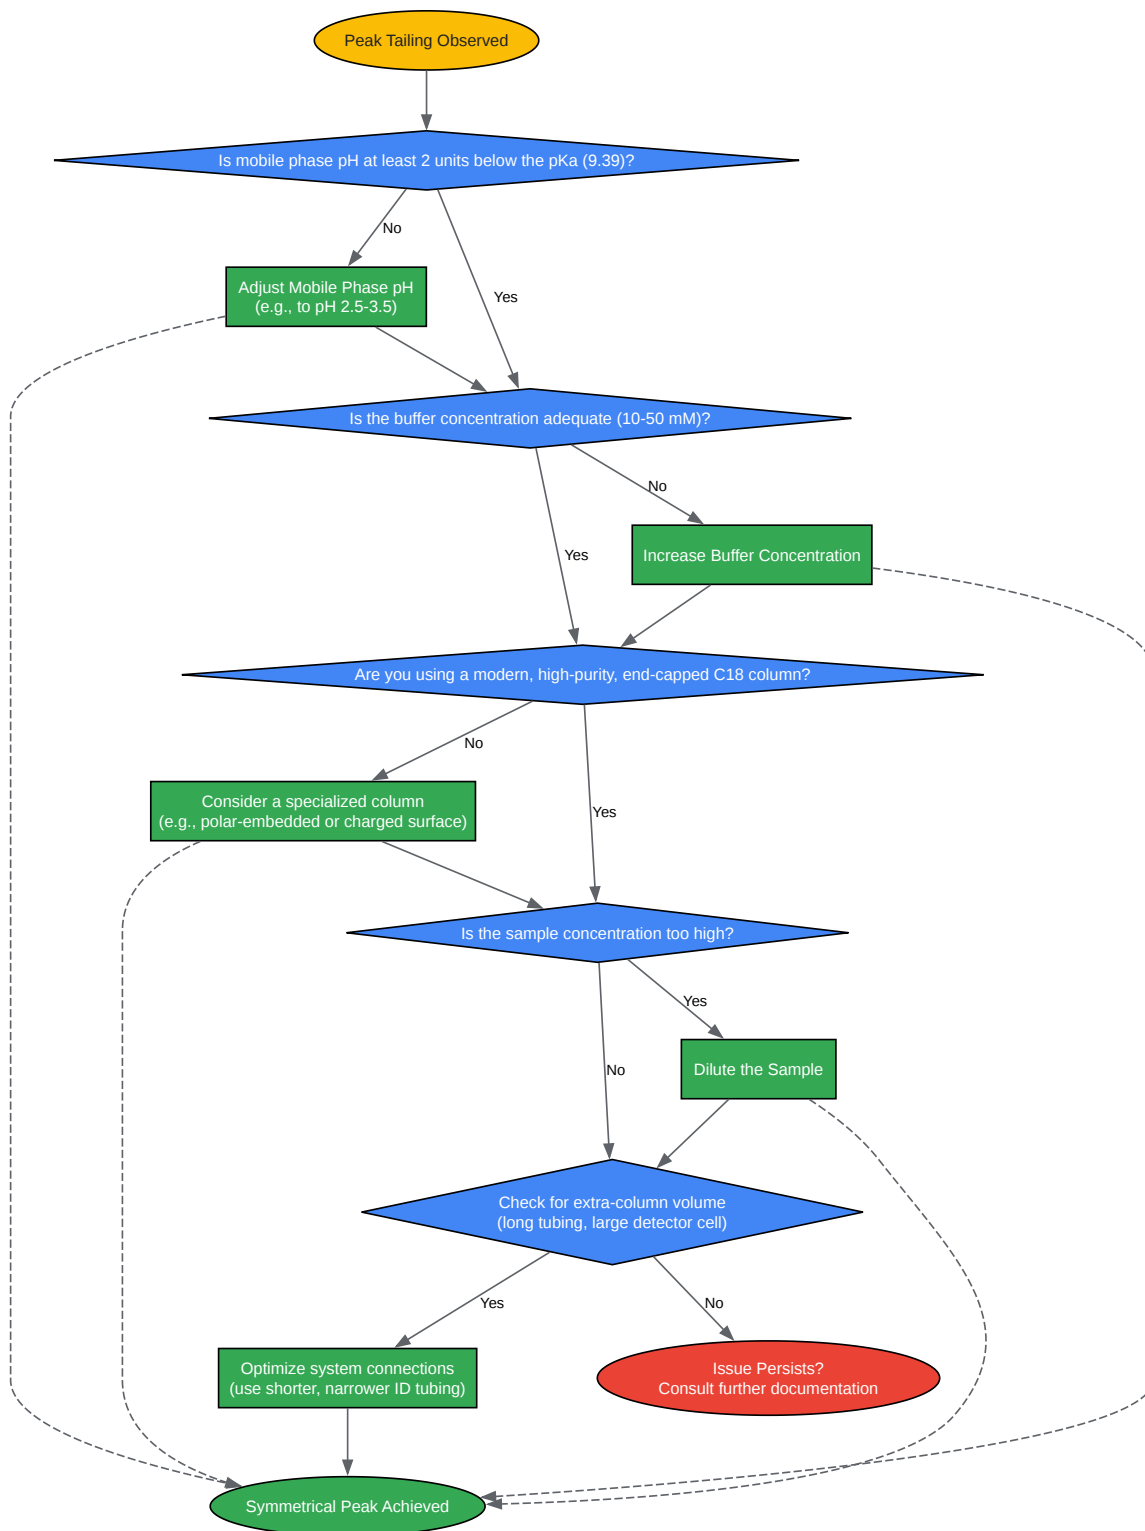 Peak Tailing Observed
Is mobile phase pH at least 2 units below the pKa (9.39)?
No
Yes
Adjust Mobile Phase pH
(e.g., to pH 2.5-3.5)
Is the buffer concentration adequate (10-50 mM)?
No
Yes
Increase Buffer Concentration
Are you using a modern, high-purity, end-capped C18 column?
No
Yes
Consider a specialized column
(e.g., polar-embedded or charged surface)
Is the sample concentration too high?
Yes
No
Dilute the Sample
Check for extra-column volume
(long tubing, large detector cell)
Yes
No
Optimize system connections
(use shorter, narrower ID tubing)
Issue Persists?
Consult further documentation
Symmetrical Peak Achieved